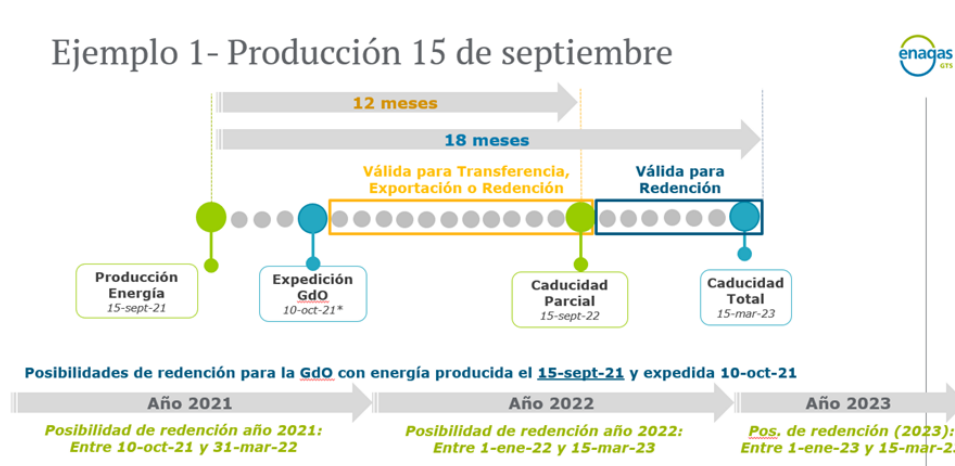 Ejemplo 1- Producción 15 de septiembre
enagas
GTS
12 meses
18 meses
Válida para Transferencia,
Exportación o Redención
Válida para
Redención
Producción
Energía
15-sept-21
Expedición
GdO
10-oct-21*
Caducidad
Parcial
15-sept-22
Caducidad
Total
15-mar-23
Posibilidades de redención para la GdO con energía producida el 15-sept-21 y expedida 10-oct-21
Año 2021
Año 2022
Año 2023
Posibilidad de redención año 2021:
Entre 10-oct-21 y 31-mar-22
Posibilidad de redención año 2022:
Entre 1-ene-22 y 15-mar-23
Pos. de redención (2023):
Entre 1-ene-23 y 15-mar-23